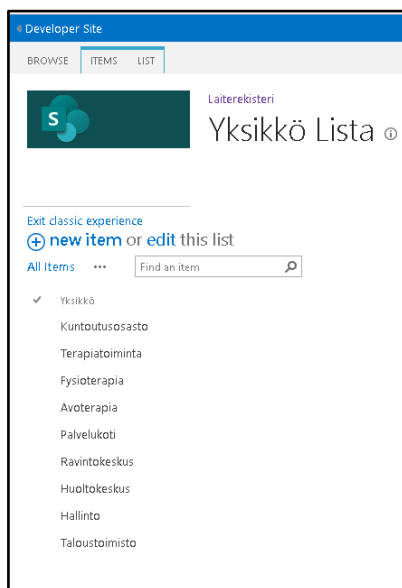 Developer Site
BROWSE ITEMS LIST
S
Laiterekisteri
Yksikkö Lista
Exit classic experience
new item or edit this list
All Items ••• Find an item
Yksikkö
Kuntoutusosasto
Terapiatoiminta
Fysioterapia
Avoterapia
Palvelukoti
Ravintokeskus
Huoltokeskus
Hallinto
Taloustoimisto